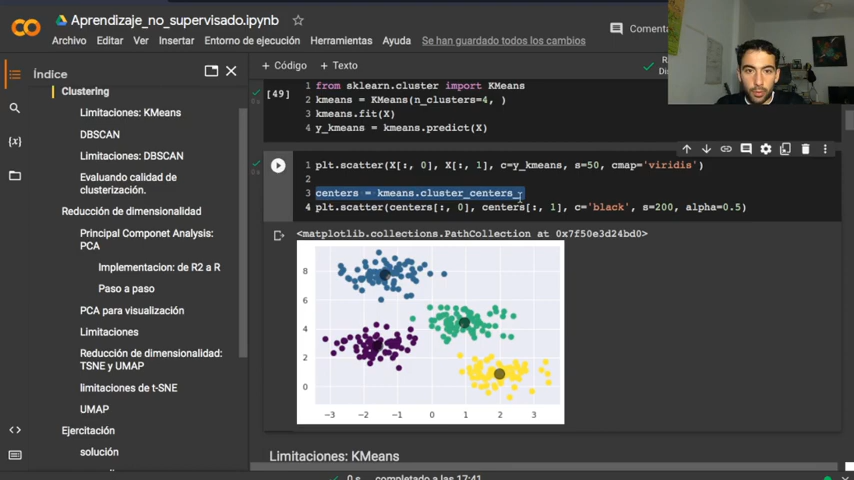 Aprendizaje_no_supervisado.ipynb
Archivo Editar Ver Insertar Entorno de ejecución Herramientas Ayuda Se han guardado todos los cambios
Comenta
+ Código + Texto
Índice
Clustering
Limitaciones: KMeans
DBSCAN
Limitaciones: DBSCAN
Evaluando calidad de
clusterización.
Reducción de dimensionalidad
Principal Componet Analysis:
PCA
Implementacion: de R2 a R
Paso a paso
PCA para visualización
Limitaciones
Reducción de dimensionalidad:
TSNE y UMAP
limitaciones de t-SNE
UMAP
Ejercitación
solución
[49]
0s
1 from sklearn.cluster import KMeans
2 kmeans = KMeans(n_clusters=4, )
3 kmeans.fit(X)
4 y_kmeans = kmeans.predict(X)
0s
1 plt.scatter(X[:, 0], X[:, 1], c=y_kmeans, s=50, cmap='viridis')
2
3 centers = kmeans.cluster_centers_
4 plt.scatter(centers[:, 0], centers[:, 1], c='black', s=200, alpha=0.5)
<matplotlib.collections.PathCollection at 0x7f50e3d24bd0>
8
6
4
2
0
−3 −2 −1 0 1 2 3
Limitaciones: KMeans
0 s completado a las 17:41